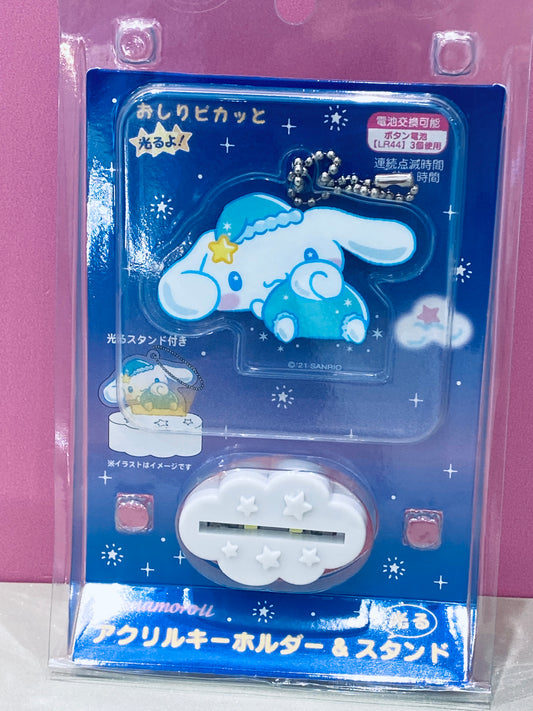 おしりピカッと
光るよ!
電池交換可能
ボタン電池
【LR44】3個使用
連続点滅時間
時間
©'21 SANRIO
光るスタンド付き
※イラストはイメージです
光る
アクリルキーホルダー&スタンド